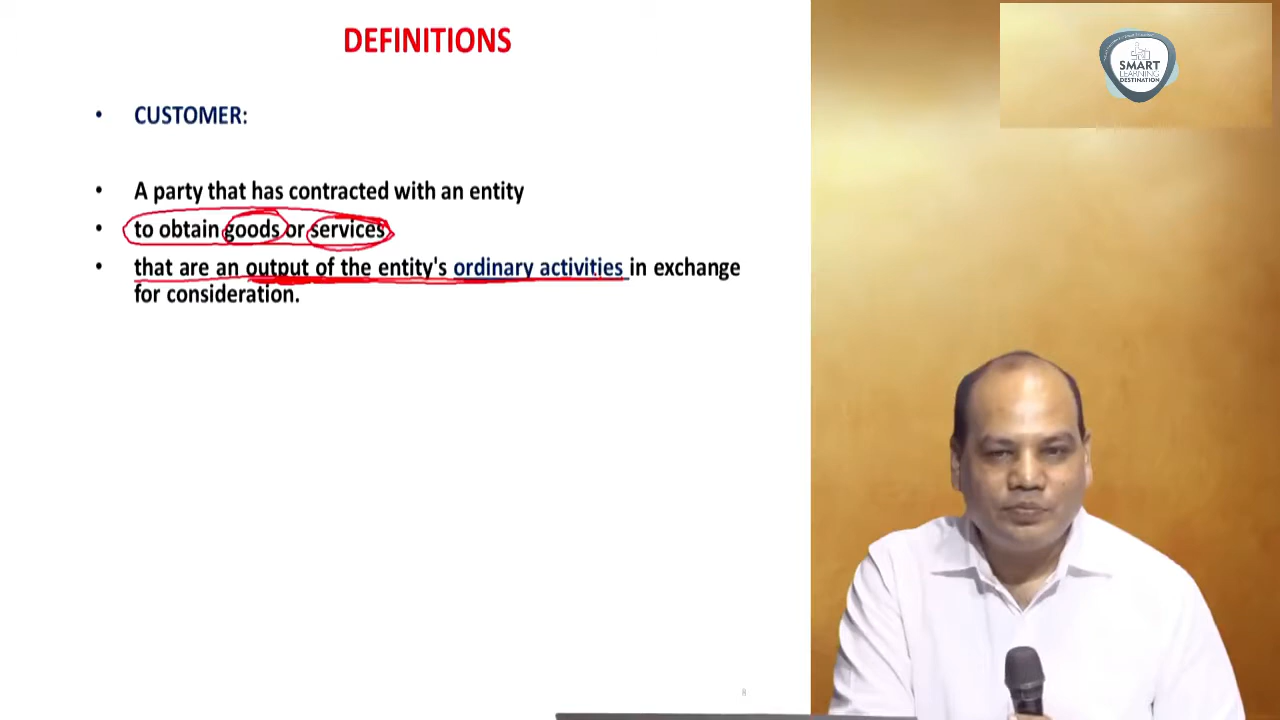 DEFINITIONS
• CUSTOMER:
• A party that has contracted with an entity
• to obtain goods or services
• that are an output of the entity's ordinary activities in exchange
for consideration.
SMART
LEARNING
DESTINATION
8